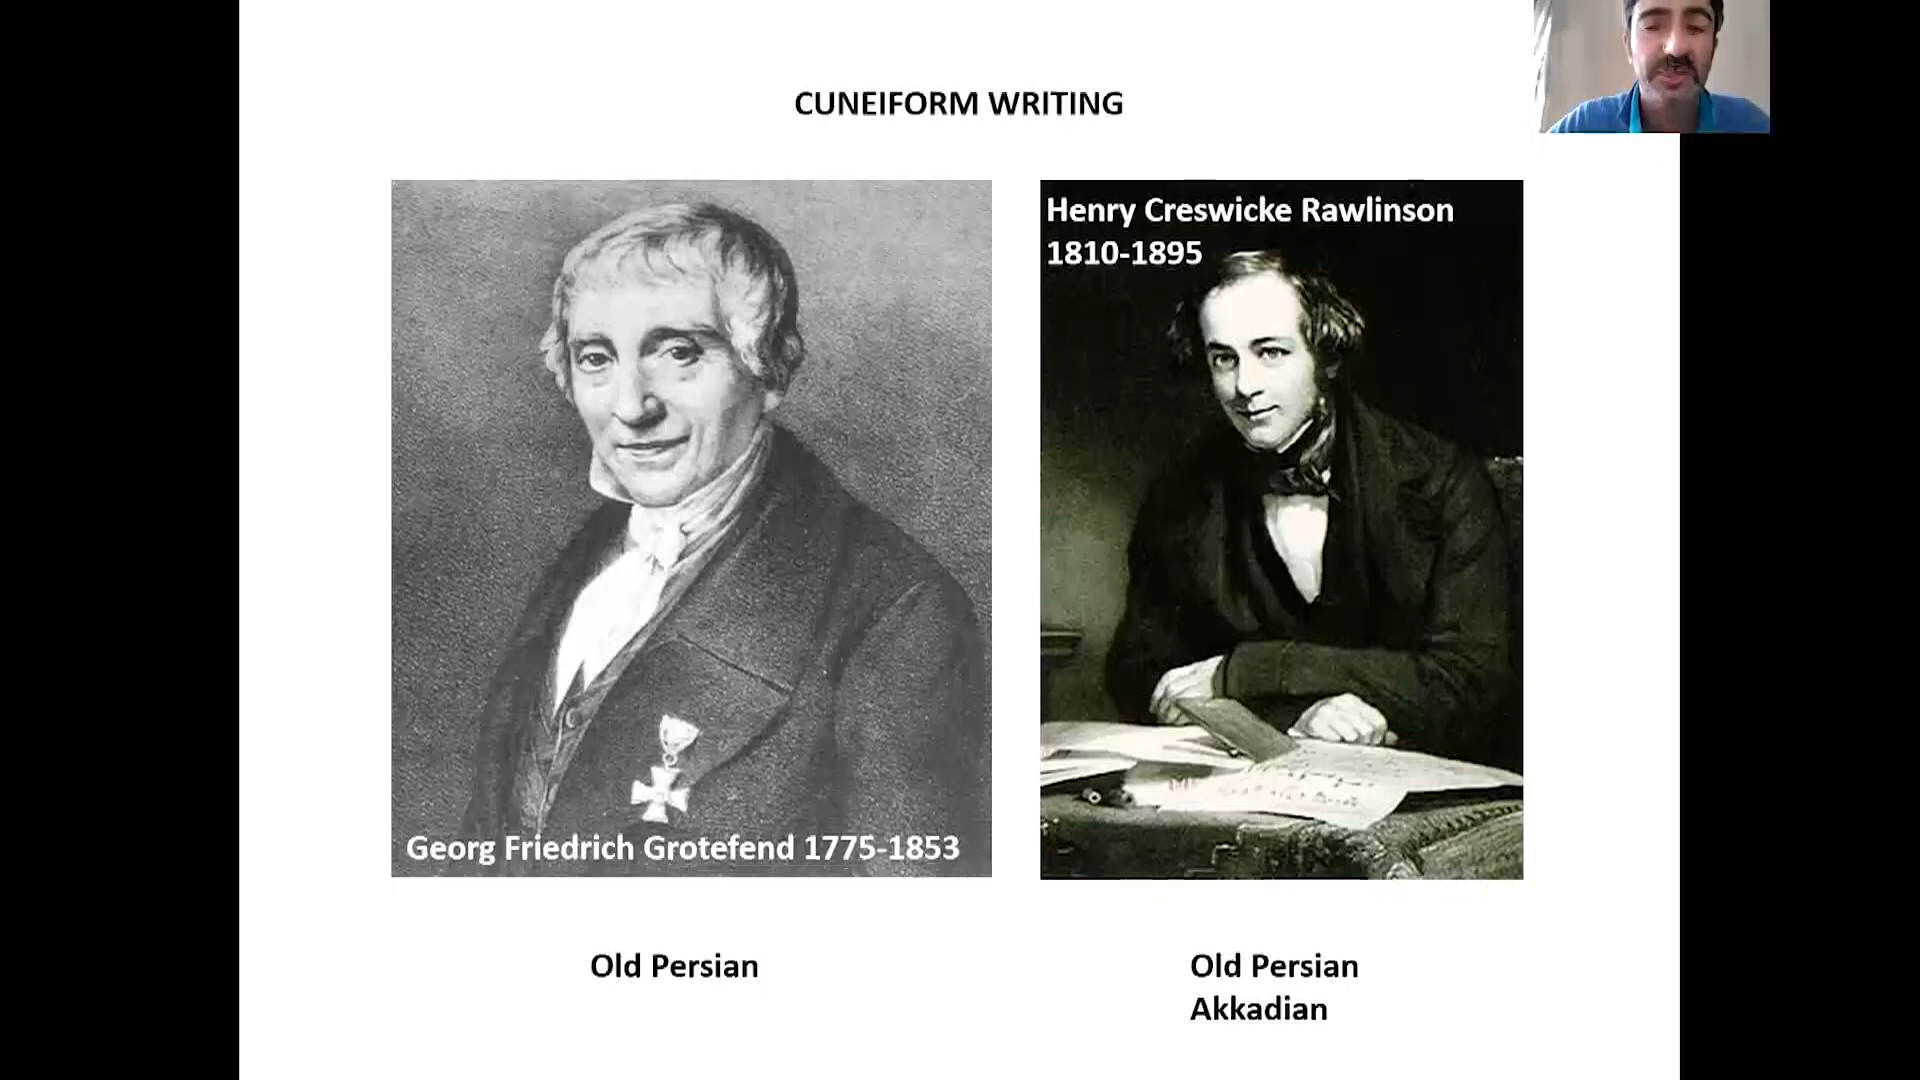 CUNEIFORM WRITING
Henry Creswicke Rawlinson
1810-1895
Georg Friedrich Grotefend 1775-1853
Old Persian
Old Persian
Akkadian